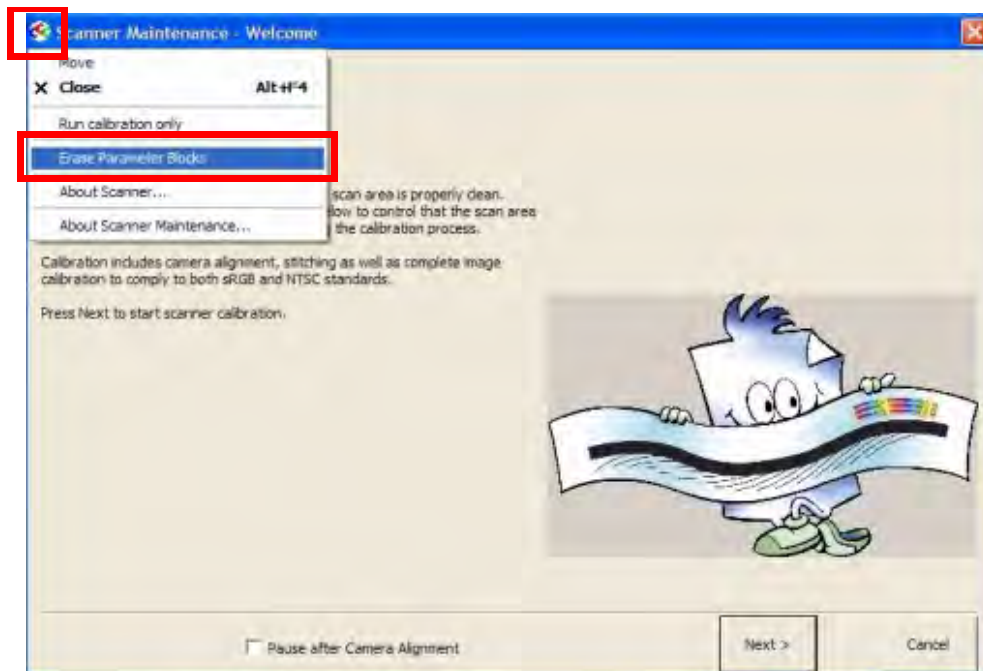 Scanner Maintenance - Welcome
Move
X Close Alt+F4
Run calibration only
Erase Parameter Blocks
About Scanner...
About Scanner Maintenance...
scan area is properly clean.
low to control that the scan area
the calibration process.
Calibration includes camera alignment, stitching as well as complete image
calibration to comply to both sRGB and NTSC standards.
Press Next to start scanner calibration.
Pause after Camera Alignment
Next >
Cancel